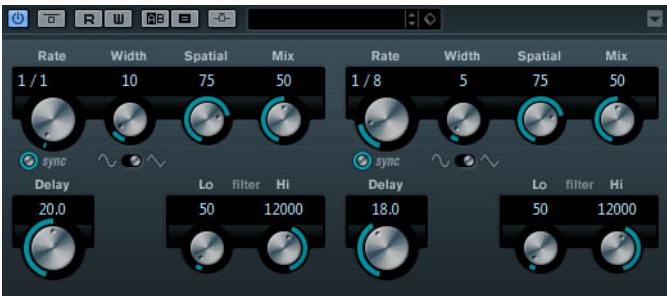 R W AB
Rate Width Spatial Mix Rate Width Spatial Mix
1 / 1 10 75 50 1 / 8 5 75 50
sync sync
Delay Lo filter Hi Delay Lo filter Hi
20.0 50 12000 18.0 50 12000